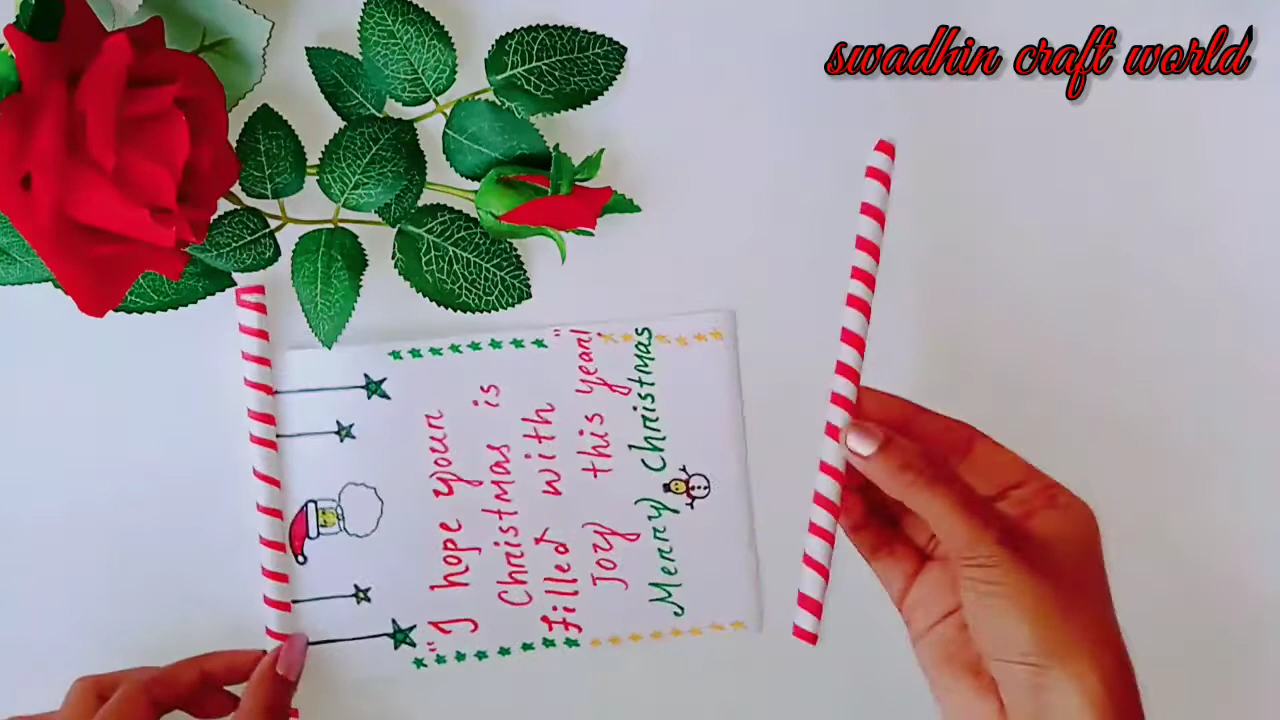 swadhin craft world
"I hope your
Christmas is
Filled with
Joy this year!"
Merry Christmas